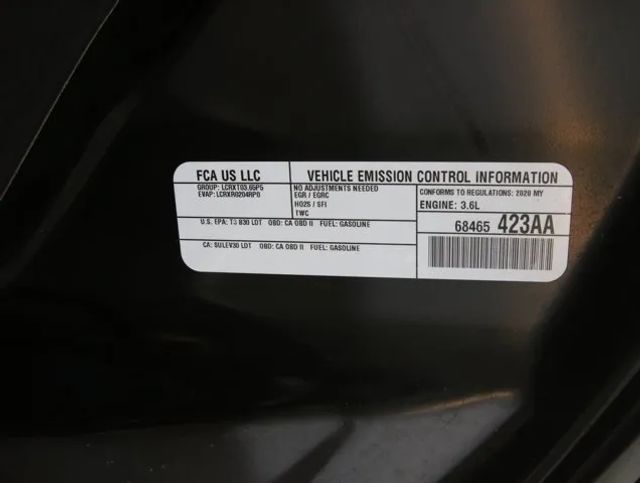 FCA US LLC
VEHICLE EMISSION CONTROL INFORMATION
GROUP: LCRXT03.65P5
EVAP: LCRXR0204RP0
NO ADJUSTMENTS NEEDED
EGR / EGRC
HO2S / SFI
TWC
CONFORMS TO REGULATIONS: 2020 MY
ENGINE: 3.6L
U.S. EPA: T3 B30 LDT OBD: CA OBD II FUEL: GASOLINE
CA: SULEV30 LDT OBD: CA OBD II FUEL: GASOLINE
68465 423AA